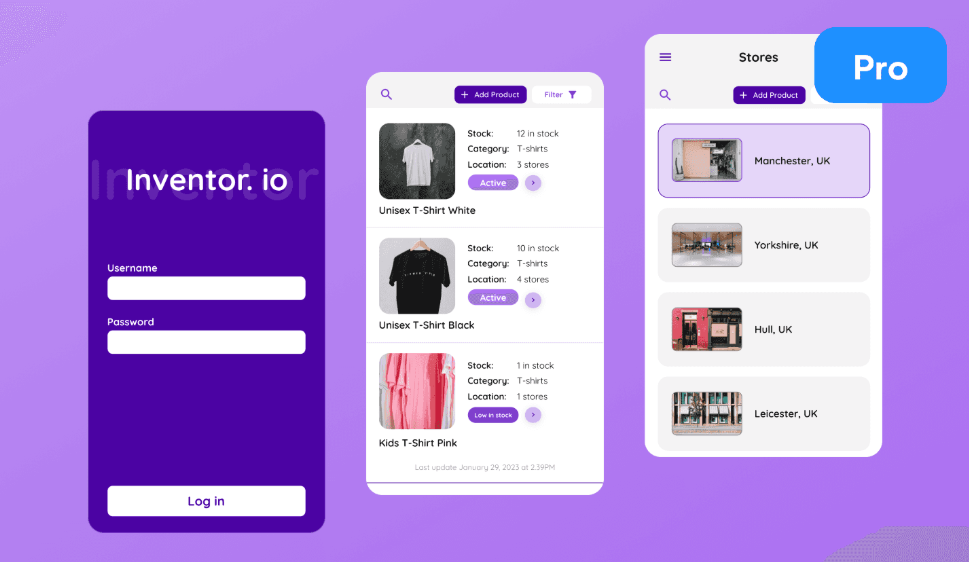 Inventor
Inventor. io
Username
Password
Log in
+ Add Product
Filter
Stock: 12 in stock
Category: T-shirts
Location: 3 stores
Active
Unisex T-Shirt White
Stock: 10 in stock
Category: T-shirts
Location: 4 stores
Active
Unisex T-Shirt Black
Stock: 1 in stock
Category: T-shirts
Location: 1 stores
Low in stock
Kids T-Shirt Pink
Last update January 29, 2023 at 2:39PM
Stores
+ Add Product
Pro
Manchester, UK
Yorkshire, UK
Hull, UK
Leicester, UK